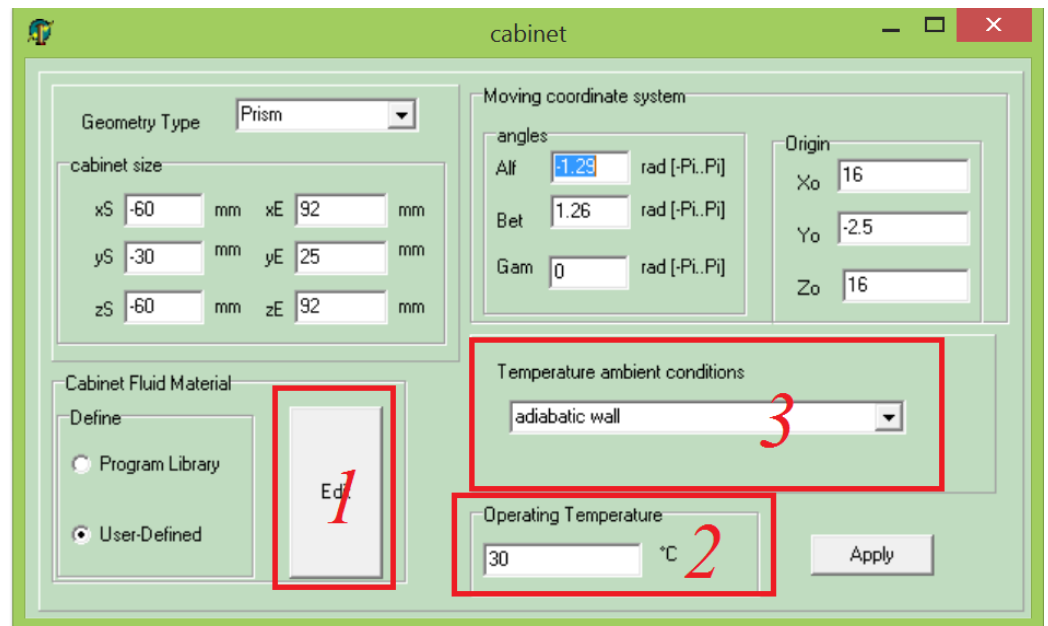 cabinet
Geometry Type Prism
cabinet size
xS -60 mm xE 92 mm
yS -30 mm yE 25 mm
zS -60 mm zE 92 mm
Moving coordinate system
angles
Alf -1.29 rad [-Pi..Pi]
Bet 1.26 rad [-Pi..Pi]
Gam 0 rad [-Pi..Pi]
Origin
Xo 16
Yo -2.5
Zo 16
Cabinet Fluid Material
Define
Program Library
User-Defined
Edit
1
Temperature ambient conditions
adiabatic wall
3
Operating Temperature
30 °C
2
Apply